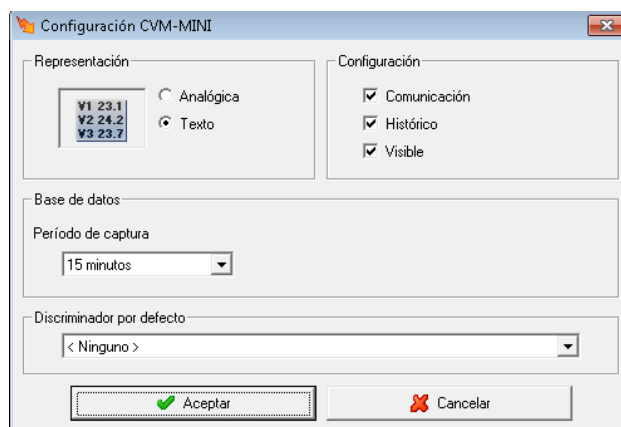 Configuración CVM-MINI
Representación
V1 23.1
V2 24.2
V3 23.7
Analógica
Texto
Configuración
Comunicación
Histórico
Visible
Base de datos
Período de captura
15 minutos
Discriminador por defecto
< Ninguno >
Aceptar
Cancelar